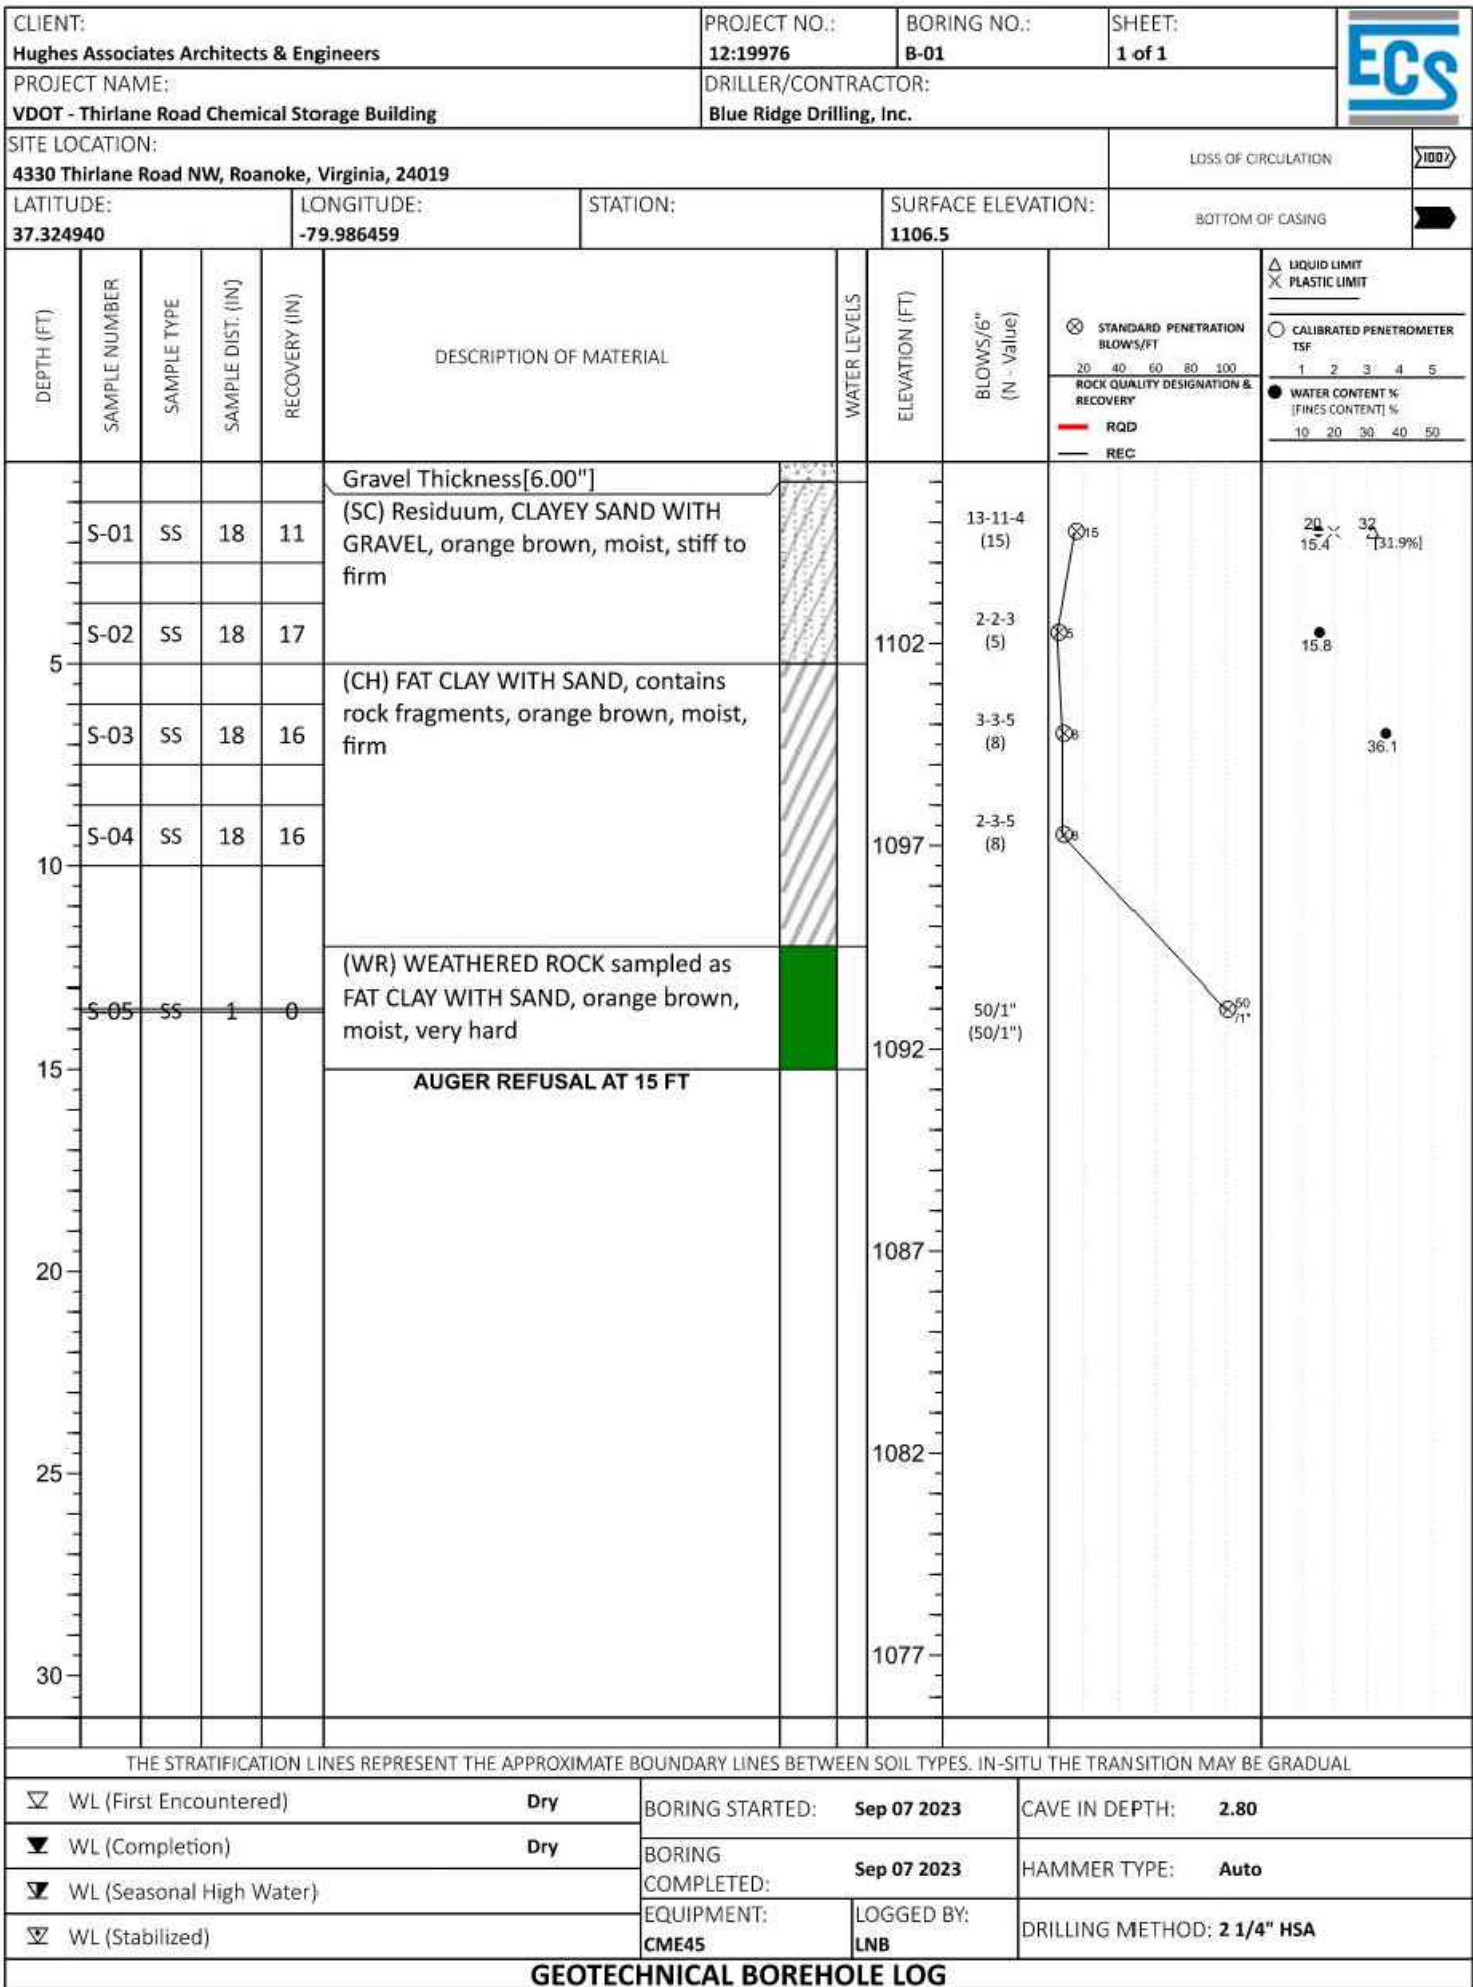 CLIENT:
Hughes Associates Architects & Engineers
PROJECT NO.:
12:19976
BORING NO.:
B-01
SHEET:
1 of 1
ECS
PROJECT NAME:
VDOT - Thirlane Road Chemical Storage Building
DRILLER/CONTRACTOR:
Blue Ridge Drilling, Inc.
SITE LOCATION:
4330 Thirlane Road NW, Roanoke, Virginia, 24019
LOSS OF CIRCULATION
100%
LATITUDE:
37.324940
LONGITUDE:
-79.986459
STATION:
SURFACE ELEVATION:
1106.5
BOTTOM OF CASING
DEPTH (FT)
SAMPLE NUMBER
SAMPLE TYPE
SAMPLE DIST. (IN)
RECOVERY (IN)
DESCRIPTION OF MATERIAL
WATER LEVELS
ELEVATION (FT)
BLOWS/6"
(N - Value)
STANDARD PENETRATION
BLOWS/FT
20 40 60 80 100
ROCK QUALITY DESIGNATION &
RECOVERY
RQD
REC
LIQUID LIMIT
PLASTIC LIMIT
CALIBRATED PENETROMETER
TSF
1 2 3 4 5
WATER CONTENT %
[FINES CONTENT] %
10 20 30 40 50
Gravel Thickness[6.00"]
(SC) Residuum, CLAYEY SAND WITH
GRAVEL, orange brown, moist, stiff to
firm
S-01 SS 18 11
13-11-4
(15)
15
20 32
15.4 [31.9%]
S-02 SS 18 17
1102
2-2-3
(5)
5
15.8
5
(CH) FAT CLAY WITH SAND, contains
rock fragments, orange brown, moist,
firm
S-03 SS 18 16
3-3-5
(8)
8
36.1
S-04 SS 18 16
1097
2-3-5
(8)
8
10
(WR) WEATHERED ROCK sampled as
FAT CLAY WITH SAND, orange brown,
moist, very hard
S-05 SS 1 0
50/1"
(50/1")
50
/1"
1092
15
AUGER REFUSAL AT 15 FT
1087
20
1082
25
1077
30
THE STRATIFICATION LINES REPRESENT THE APPROXIMATE BOUNDARY LINES BETWEEN SOIL TYPES. IN-SITU THE TRANSITION MAY BE GRADUAL
WL (First Encountered) Dry
WL (Completion) Dry
WL (Seasonal High Water)
WL (Stabilized)
BORING STARTED: Sep 07 2023
BORING
COMPLETED: Sep 07 2023
EQUIPMENT:
CME45
LOGGED BY:
LNB
CAVE IN DEPTH: 2.80
HAMMER TYPE: Auto
DRILLING METHOD: 2 1/4" HSA
GEOTECHNICAL BOREHOLE LOG